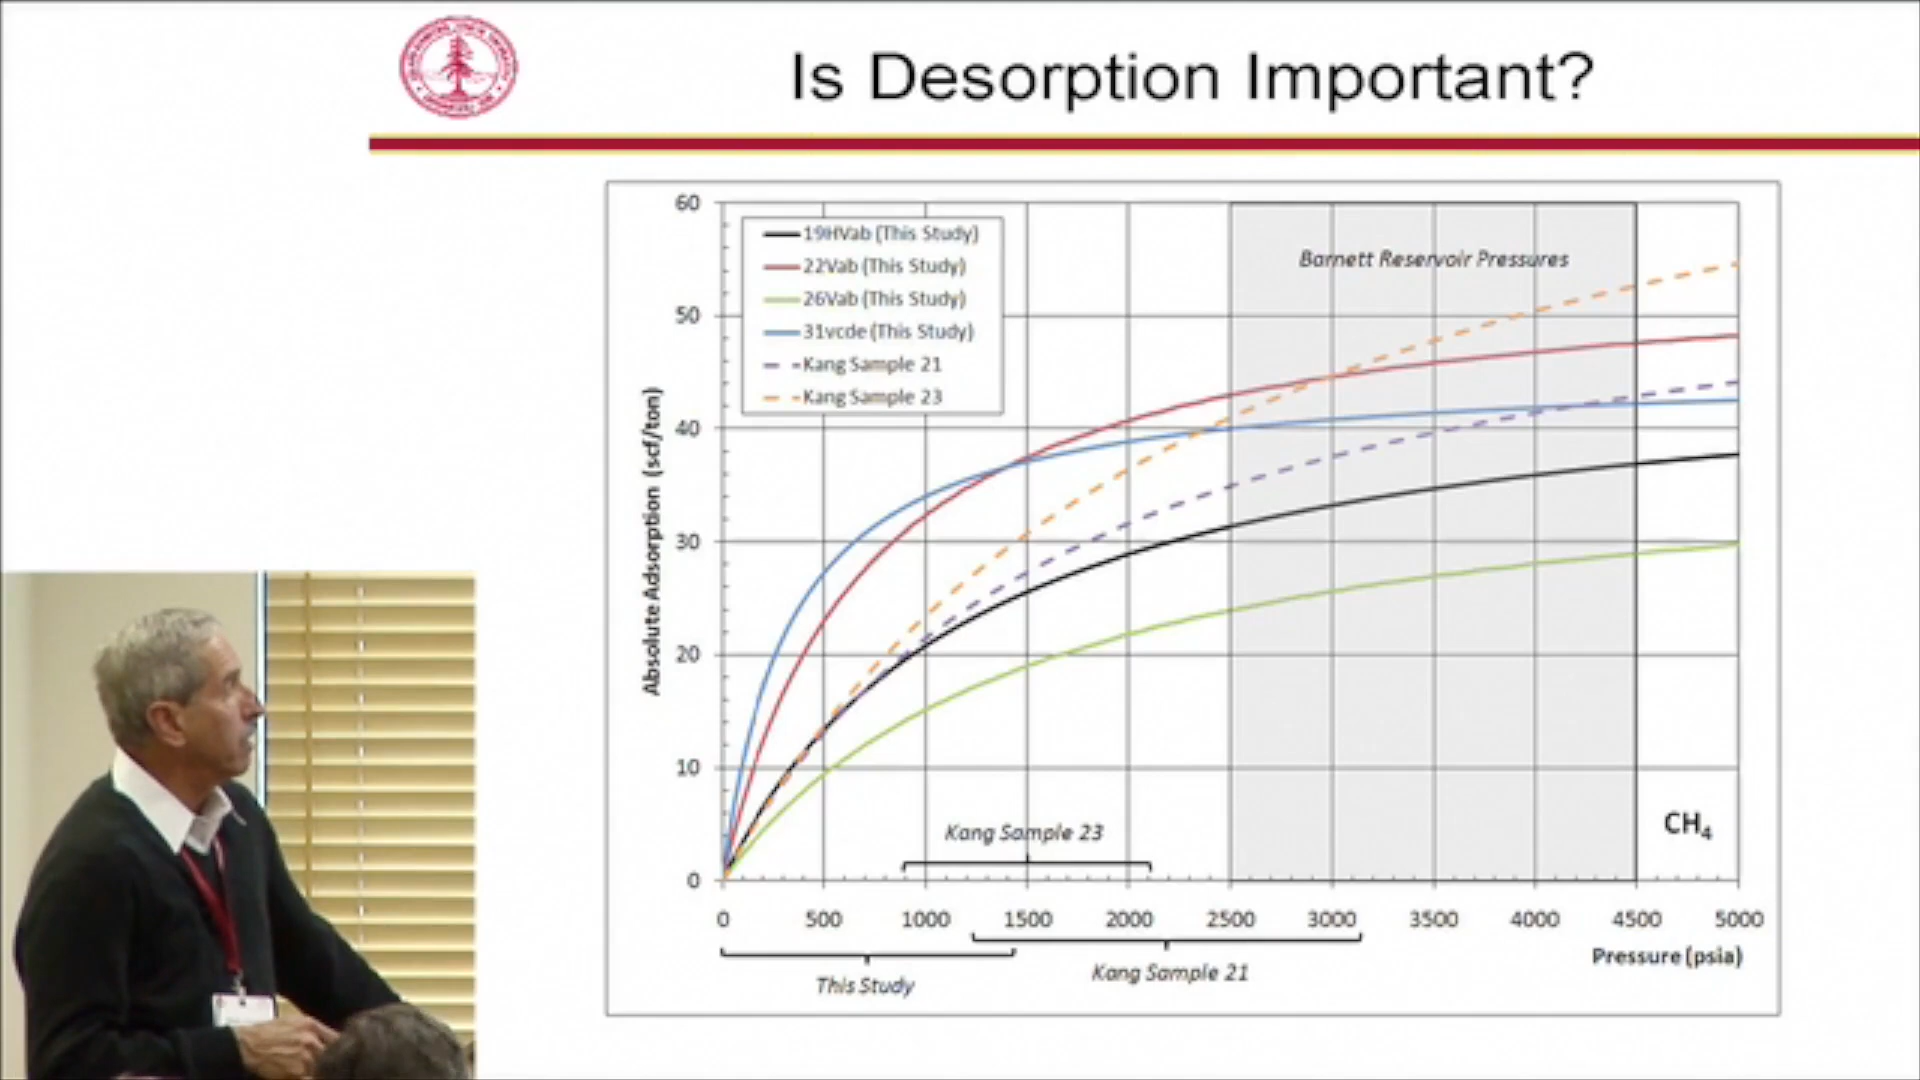 Is Desorption Important?
60
50
40
30
20
10
0
Absolute Adsorption (scf/ton)
19HVab (This Study)
22Vab (This Study)
26Vab (This Study)
31vcde (This Study)
Kang Sample 21
Kang Sample 23
Barnett Reservoir Pressures
CH4
Kang Sample 23
0 500 1000 1500 2000 2500 3000 3500 4000 4500 5000
Pressure (psia)
This Study
Kang Sample 21